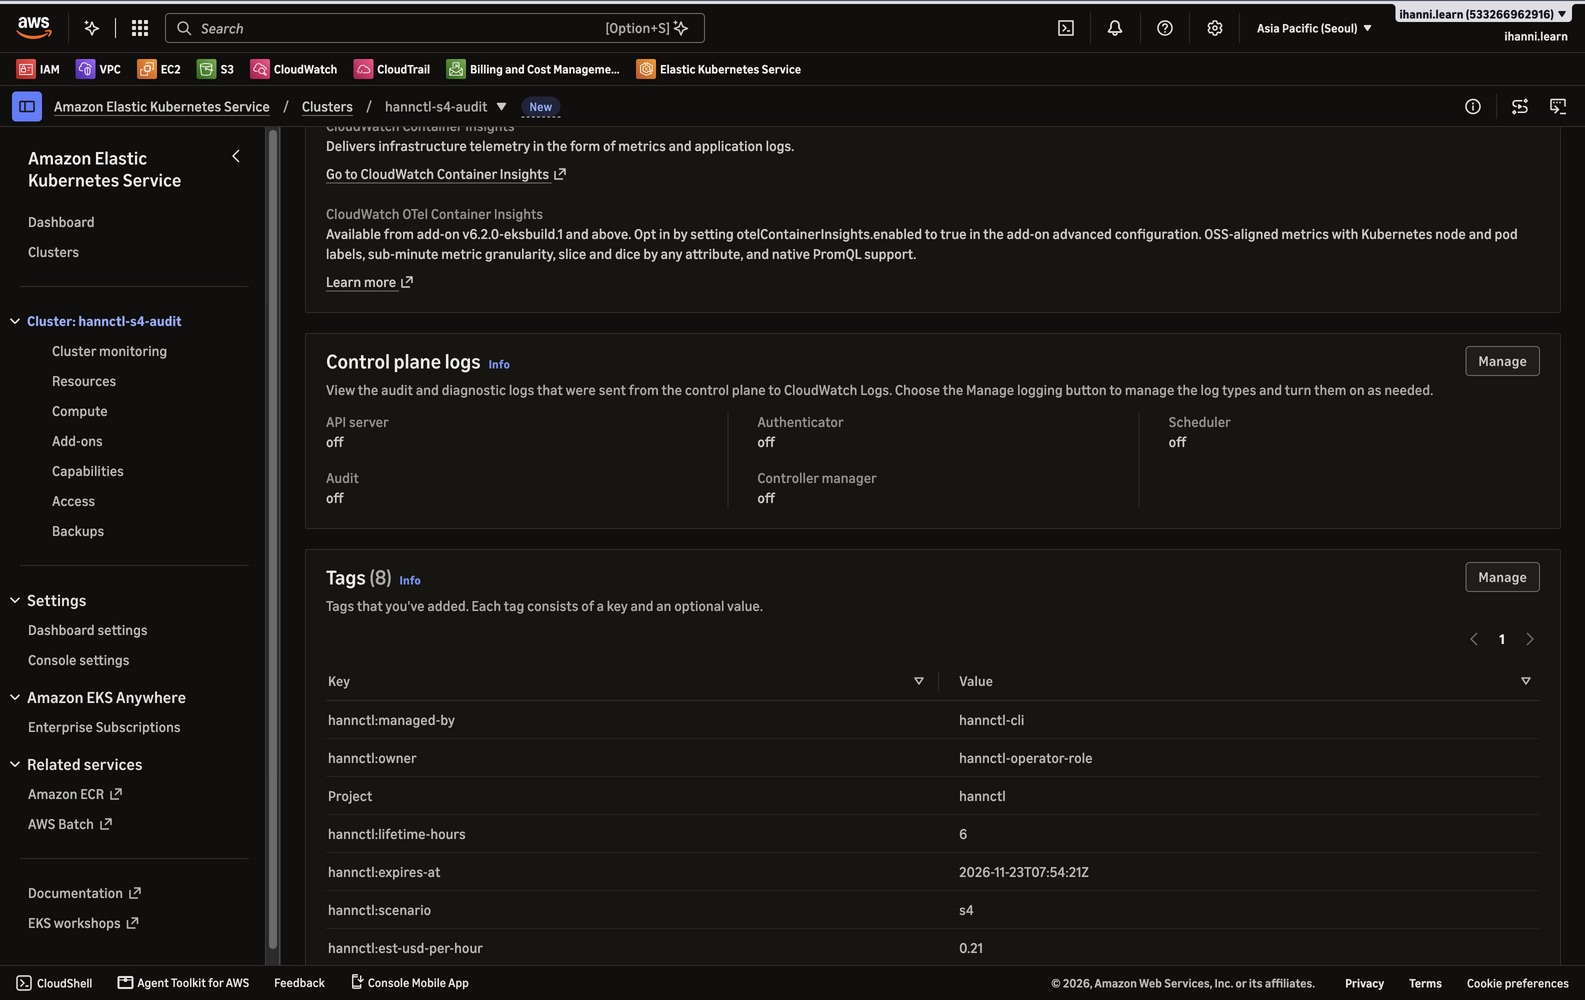 aws
Search
[Option+S]
Asia Pacific (Seoul)
ihanni.learn (533266962916)
ihanni.learn
IAM
VPC
EC2
S3
CloudWatch
CloudTrail
Billing and Cost Manageme...
Elastic Kubernetes Service
Amazon Elastic Kubernetes Service / Clusters / hannctl-s4-audit
New
Amazon Elastic
Kubernetes Service
Dashboard
Clusters
Cluster: hannctl-s4-audit
Cluster monitoring
Resources
Compute
Add-ons
Capabilities
Access
Backups
Settings
Dashboard settings
Console settings
Amazon EKS Anywhere
Enterprise Subscriptions
Related services
Amazon ECR
AWS Batch
Documentation
EKS workshops
CloudWatch Container Insights
Delivers infrastructure telemetry in the form of metrics and application logs.
Go to CloudWatch Container Insights
CloudWatch OTel Container Insights
Available from add-on v6.2.0-eksbuild.1 and above. Opt in by setting otelContainerInsights.enabled to true in the add-on advanced configuration. OSS-aligned metrics with Kubernetes node and pod
labels, sub-minute metric granularity, slice and dice by any attribute, and native PromQL support.
Learn more
Control plane logs Info
Manage
View the audit and diagnostic logs that were sent from the control plane to CloudWatch Logs. Choose the Manage logging button to manage the log types and turn them on as needed.
API server
off
Authenticator
off
Scheduler
off
Audit
off
Controller manager
off
Tags (8) Info
Manage
Tags that you've added. Each tag consists of a key and an optional value.
1
Key Value
hannctl:managed-by hannctl-cli
hannctl:owner hannctl-operator-role
Project hannctl
hannctl:lifetime-hours 6
hannctl:expires-at 2026-11-23T07:54:21Z
hannctl:scenario s4
hannctl:est-usd-per-hour 0.21
CloudShell
Agent Toolkit for AWS
Feedback
Console Mobile App
© 2026, Amazon Web Services, Inc. or its affiliates.
Privacy
Terms
Cookie preferences